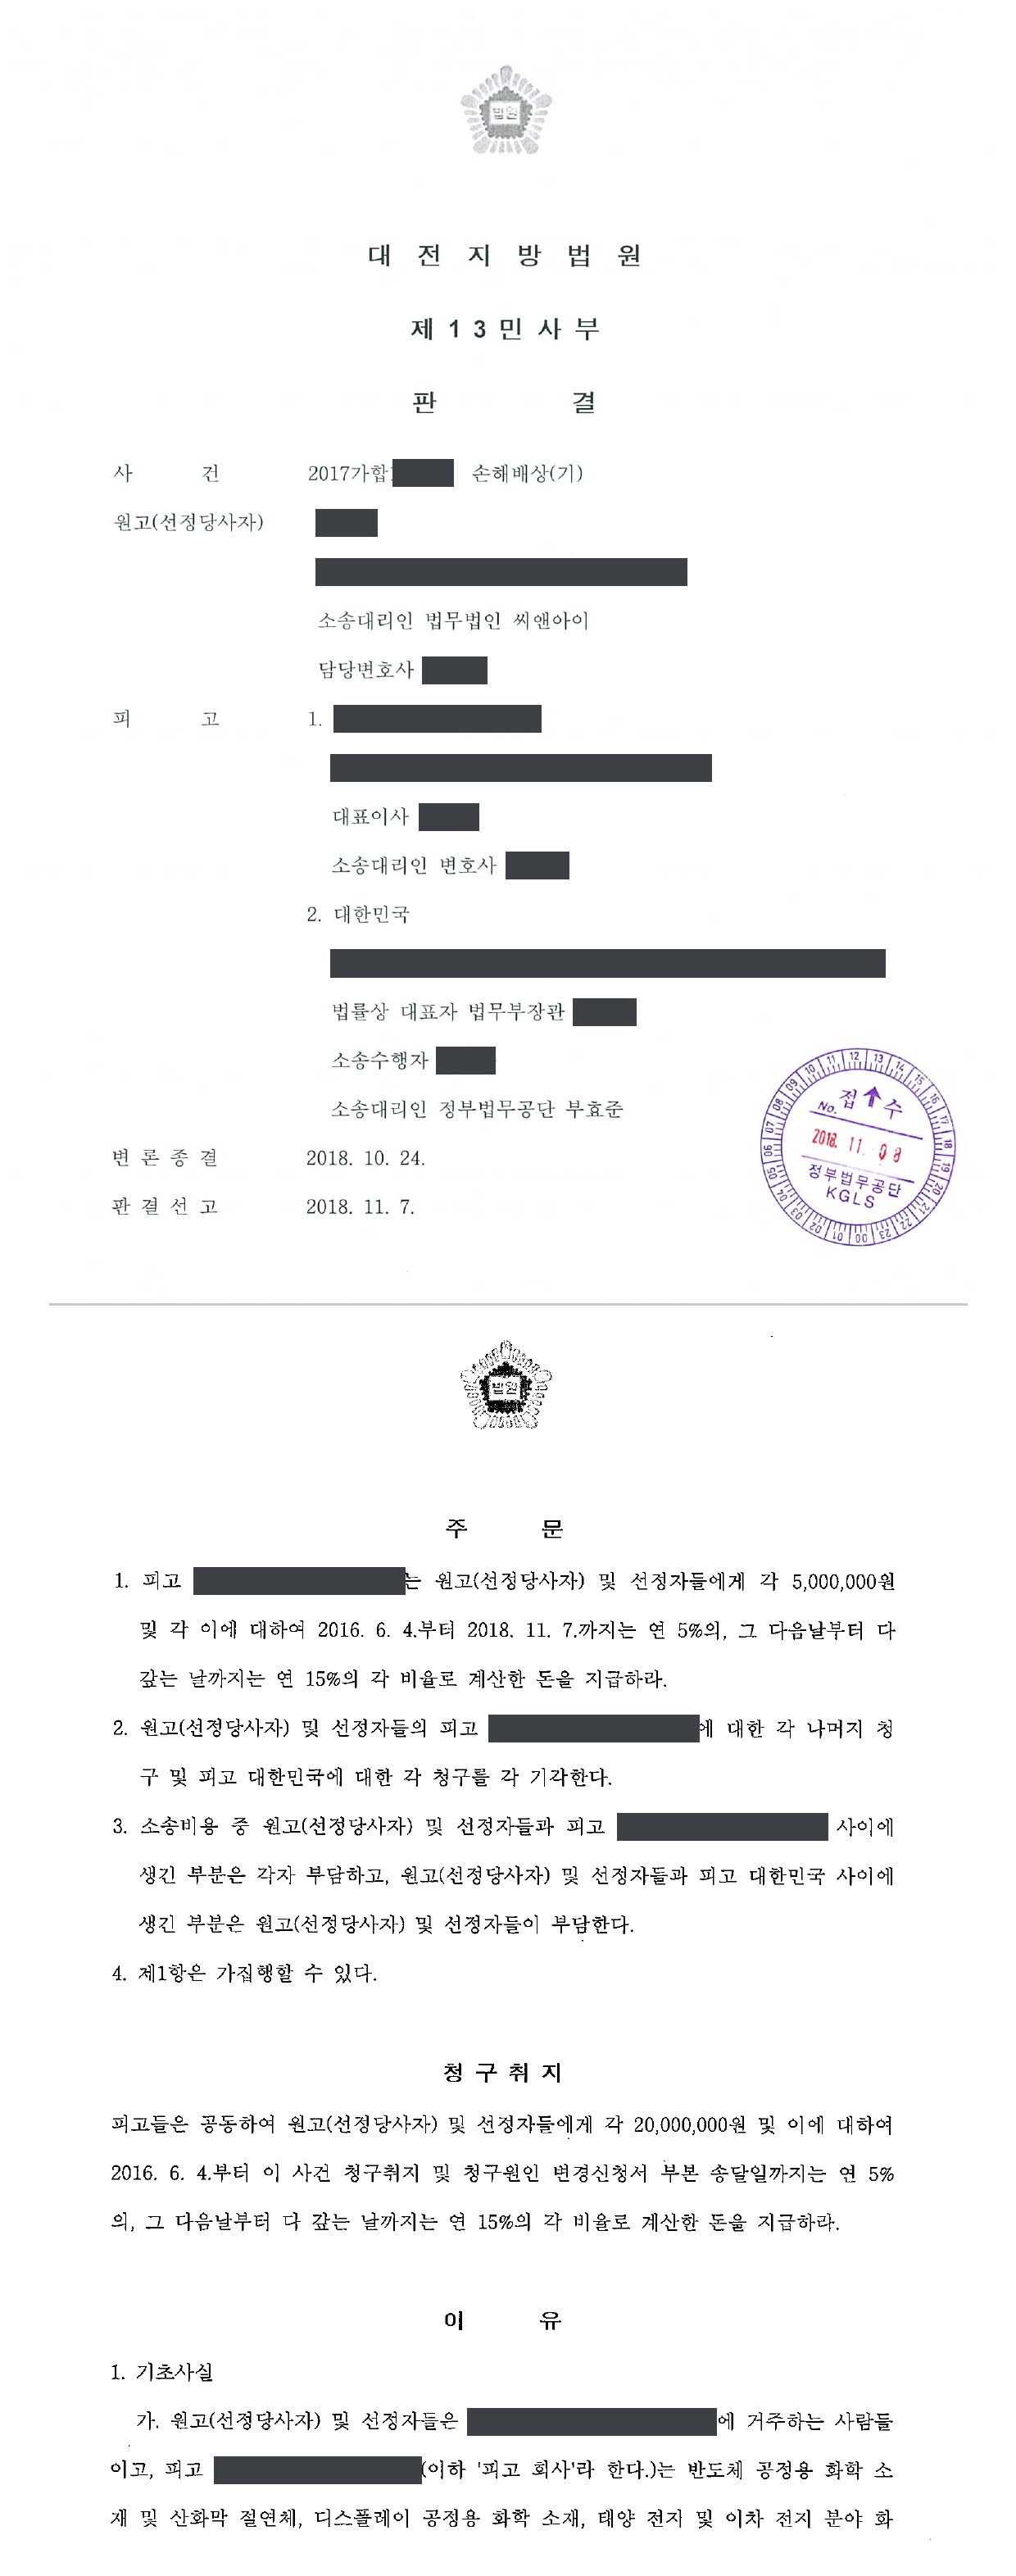 법원
대전지방법원
제13민사부
판결
사건 2017가합 손해배상(기)
원고(선정당사자)
소송대리인 법무법인 씨앤아이
담당변호사
피고 1.
대표이사
소송대리인 변호사
2. 대한민국
법률상 대표자 법무부장관
소송수행자
소송대리인 정부법무공단 부효준
변론종결 2018. 10. 24.
판결선고 2018. 11. 7.
No. 접수
2018. 11. 08
정부법무공단
KGLS
00 01 02 03 04 05 06 07 08 09 10 11 12 13 14 15 16 17 18 19 20 21 22 23
법원
주문
1. 피고 는 원고(선정당사자) 및 선정자들에게 각 5,000,000원
및 각 이에 대하여 2016. 6. 4.부터 2018. 11. 7.까지는 연 5%의, 그 다음날부터 다
갚는 날까지는 연 15%의 각 비율로 계산한 돈을 지급하라.
2. 원고(선정당사자) 및 선정자들의 피고 에 대한 각 나머지 청
구 및 피고 대한민국에 대한 각 청구를 각 기각한다.
3. 소송비용 중 원고(선정당사자) 및 선정자들과 피고 사이에
생긴 부분은 각자 부담하고, 원고(선정당사자) 및 선정자들과 피고 대한민국 사이에
생긴 부분은 원고(선정당사자) 및 선정자들이 부담한다.
4. 제1항은 가집행할 수 있다.
청구취지
피고들은 공동하여 원고(선정당사자) 및 선정자들에게 각 20,000,000원 및 이에 대하여
2016. 6. 4.부터 이 사건 청구취지 및 청구원인 변경신청서 부본 송달일까지는 연 5%
의, 그 다음날부터 다 갚는 날까지는 연 15%의 각 비율로 계산한 돈을 지급하라.
이유
1. 기초사실
가. 원고(선정당사자) 및 선정자들은 에 거주하는 사람들
이고, 피고 (이하 '피고 회사'라 한다.)는 반도체 공정용 화학 소
재 및 산화막 절연체, 디스플레이 공정용 화학 소재, 태양 전지 및 이차 전지 분야 화